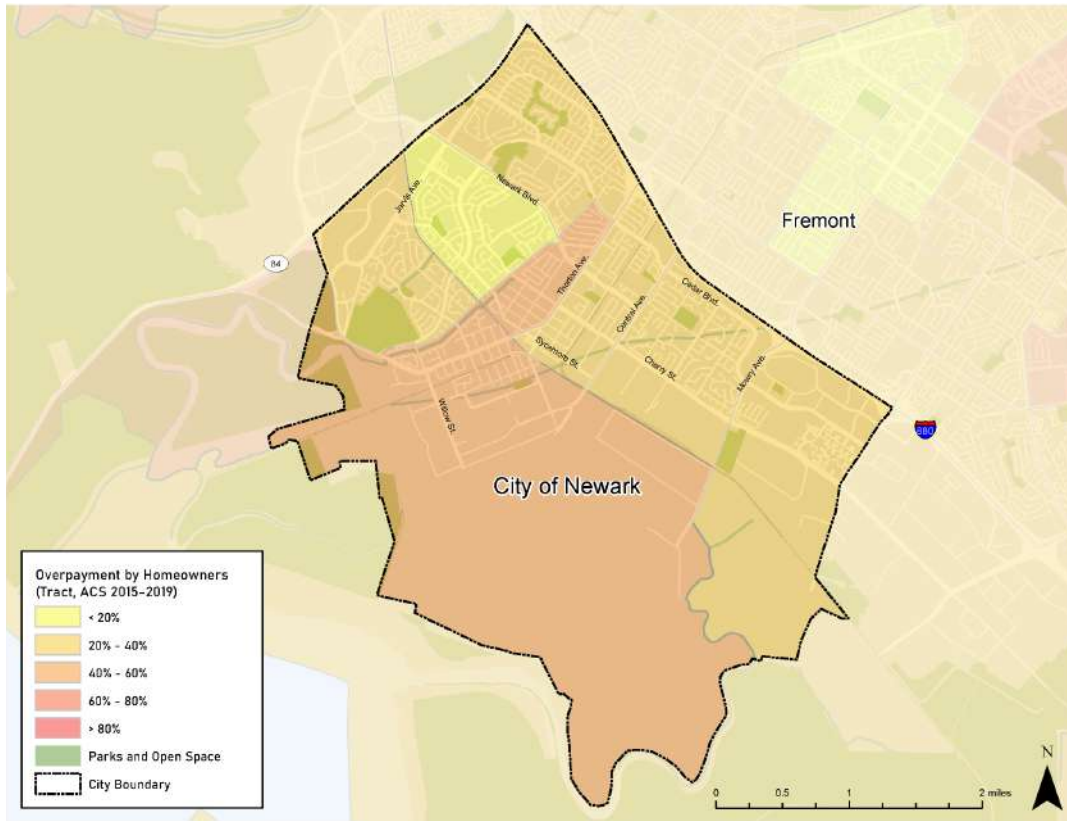 Fremont
Newark Blvd.
Jarvis Ave.
84
Thorton Ave.
Cedar Blvd.
Central Ave.
Sycamore St.
Cherry St.
Mowry Ave.
Willow St.
880
City of Newark
Overpayment by Homeowners
(Tract, ACS 2015-2019)
< 20%
20% - 40%
40% - 60%
60% - 80%
> 80%
Parks and Open Space
City Boundary
N
0 0.5 1 2 miles